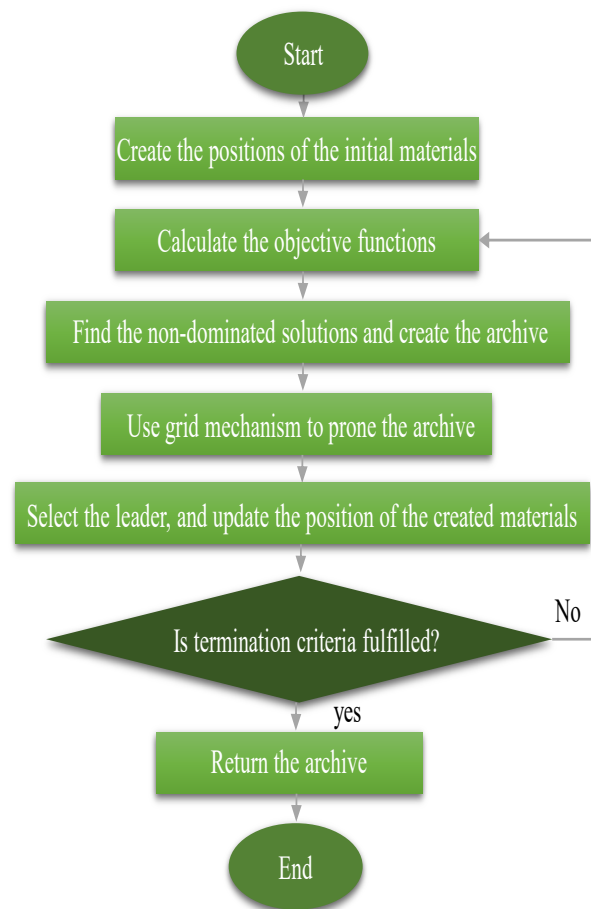 Start
Create the positions of the initial materials
Calculate the objective functions
Find the non-dominated solutions and create the archive
Use grid mechanism to prone the archive
Select the leader, and update the position of the created materials
Is termination criteria fulfilled?
No
yes
Return the archive
End